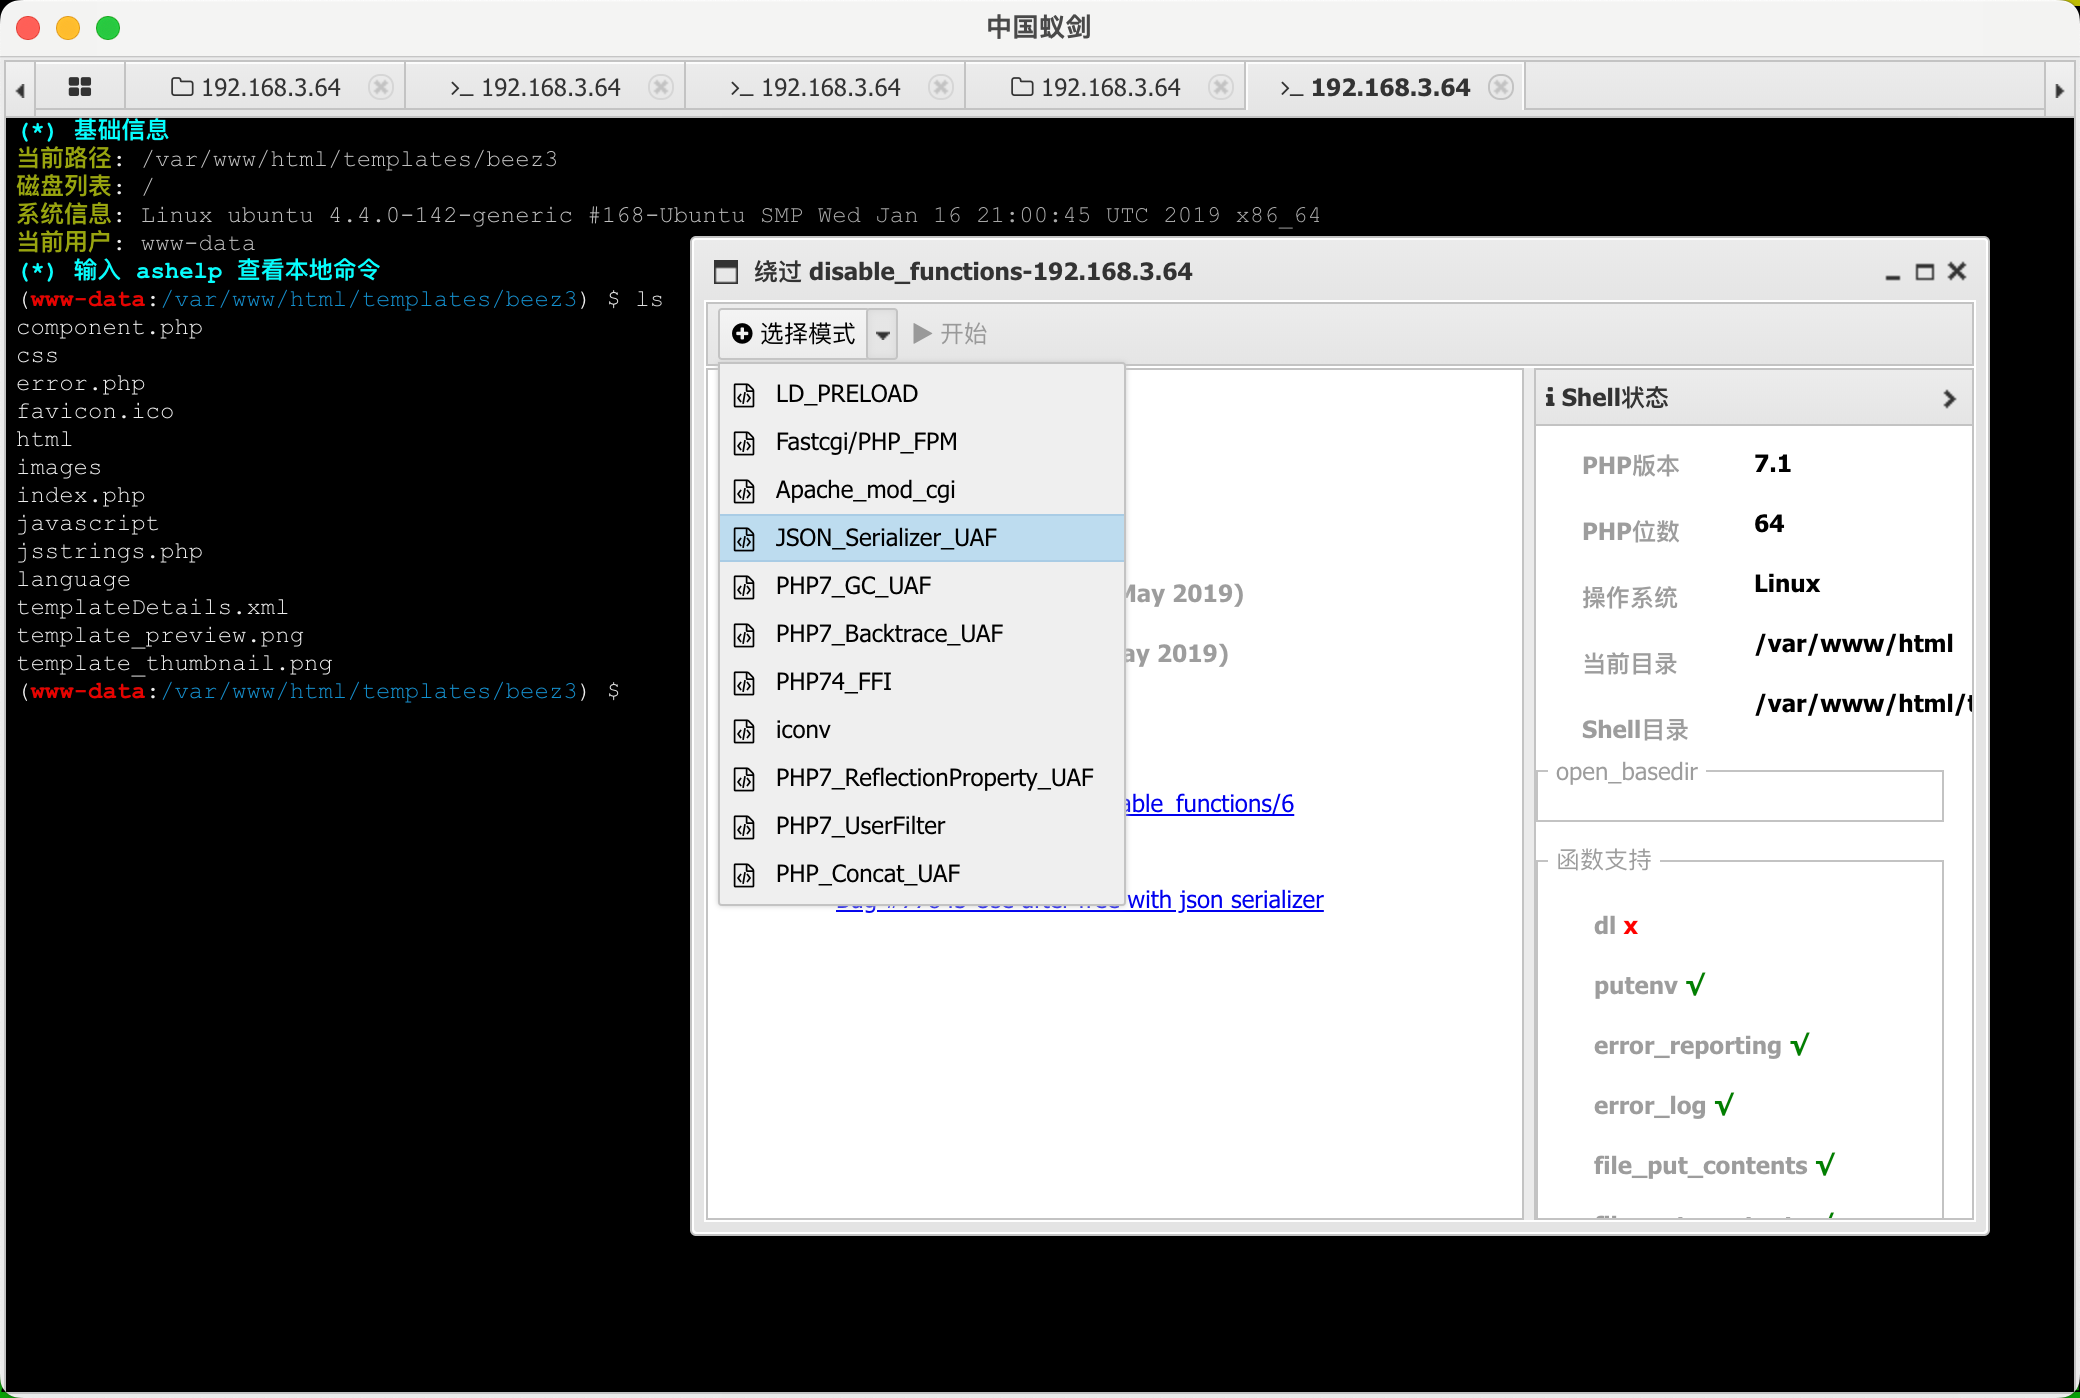 中国蚁剑
192.168.3.64
>_ 192.168.3.64
>_ 192.168.3.64
192.168.3.64
>_ 192.168.3.64
(*) 基础信息
当前路径: /var/www/html/templates/beez3
磁盘列表: /
系统信息: Linux ubuntu 4.4.0-142-generic #168-Ubuntu SMP Wed Jan 16 21:00:45 UTC 2019 x86_64
当前用户: www-data
(*) 输入 ashelp 查看本地命令
(www-data:/var/www/html/templates/beez3) $ ls
component.php
css
error.php
favicon.ico
html
images
index.php
javascript
jsstrings.php
language
templateDetails.xml
template_preview.png
template_thumbnail.png
(www-data:/var/www/html/templates/beez3) $
绕过 disable_functions-192.168.3.64
选择模式
开始
LD_PRELOAD
Fastcgi/PHP_FPM
Apache_mod_cgi
JSON_Serializer_UAF
PHP7_GC_UAF
PHP7_Backtrace_UAF
PHP74_FFI
iconv
PHP7_ReflectionProperty_UAF
PHP7_UserFilter
PHP_Concat_UAF
May 2019)
ay 2019)
able_functions/6
with json serializer
Shell状态
PHP版本 7.1
PHP位数 64
操作系统 Linux
当前目录 /var/www/html
Shell目录 /var/www/html/t
open_basedir
函数支持
dl x
putenv √
error_reporting √
error_log √
file_put_contents √